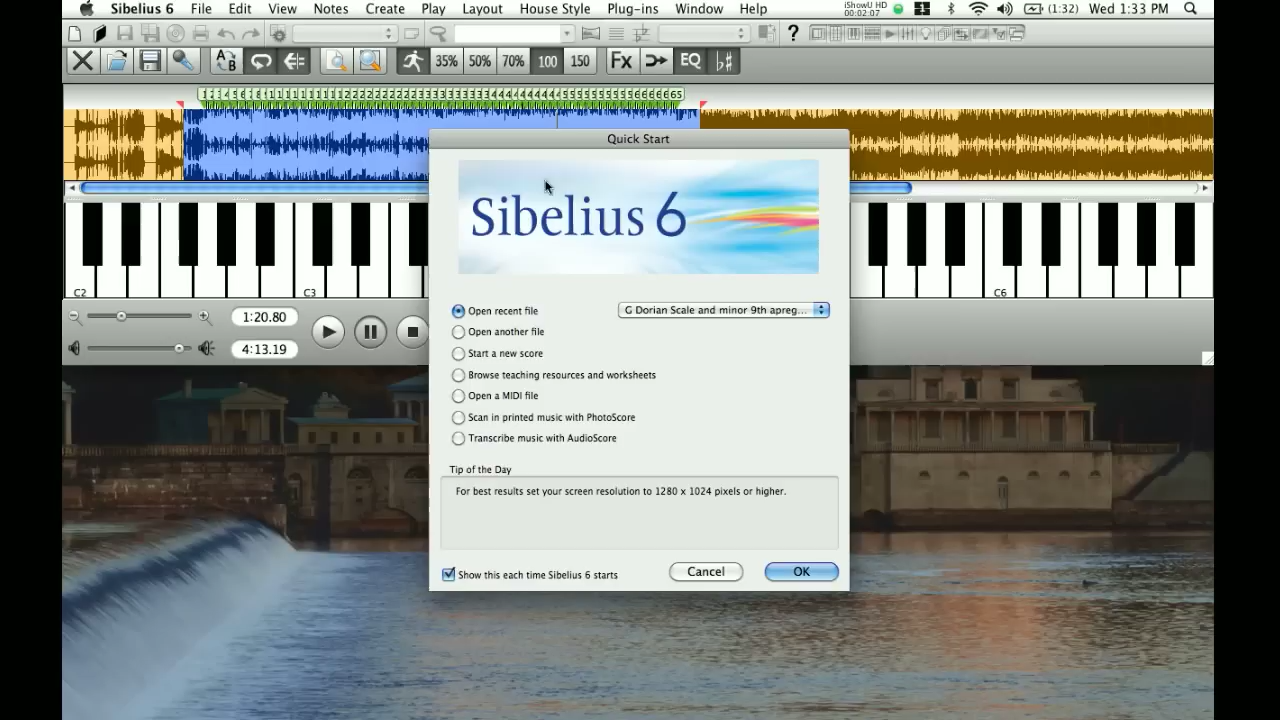 Sibelius 6 File Edit View Notes Create Play Layout House Style Plug-ins Window Help iShowU HD 00:02:07 (1:32) Wed 1:33 PM
?
35% 50% 70% 100 150 Fx EQ
Quick Start
Sibelius 6
C2 C3 C6
Open recent file G Dorian Scale and minor 9th apreg...
1:20.80
Open another file
4:13.19
Start a new score
Browse teaching resources and worksheets
Open a MIDI file
Scan in printed music with PhotoScore
Transcribe music with AudioScore
Tip of the Day
For best results set your screen resolution to 1280 x 1024 pixels or higher.
Show this each time Sibelius 6 starts Cancel OK